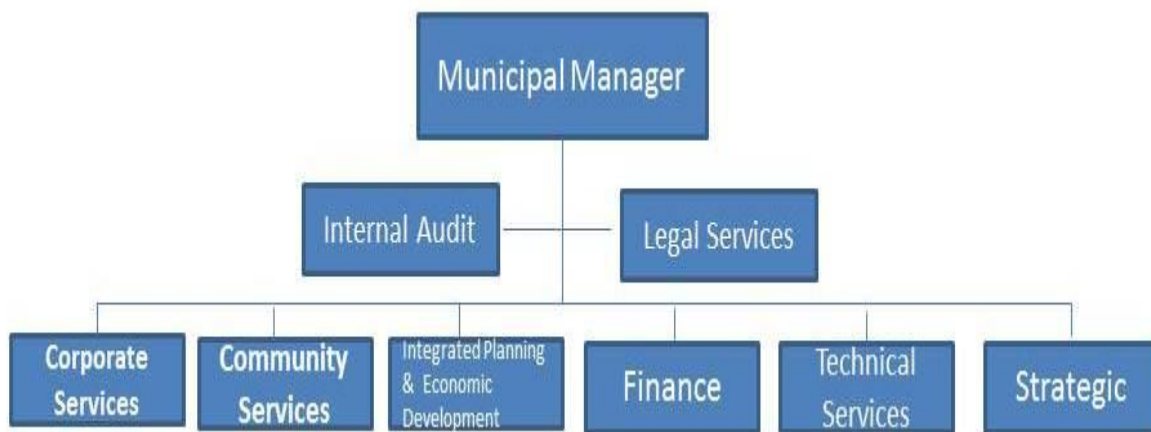 Municipal Manager
Internal Audit
Legal Services
Corporate
Services
Community
Services
Integrated Planning
& Economic
Development
Finance
Technical
Services
Strategic